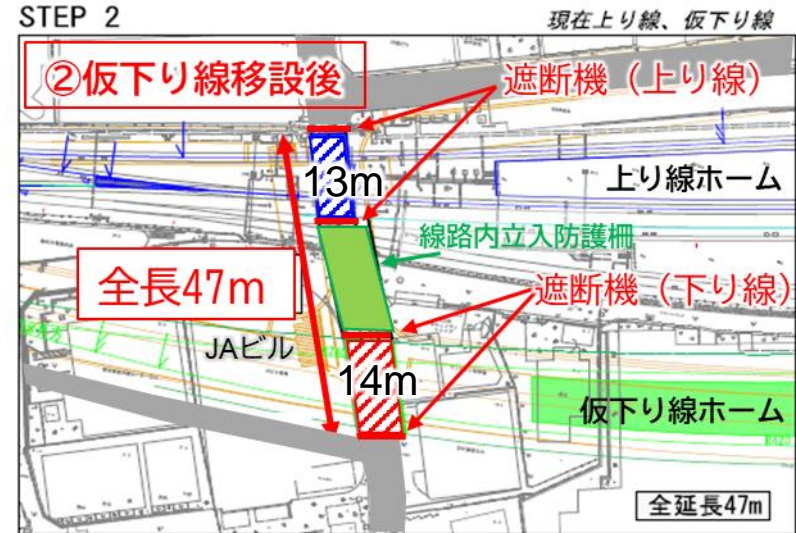 STEP 2
現在上り線、仮下り線
②仮下り線移設後
遮断機（上り線）
13m
上り線ホーム
線路内立入防護柵
全長47m
遮断機（下り線）
JAビル
14m
仮下り線ホーム
全延長47m